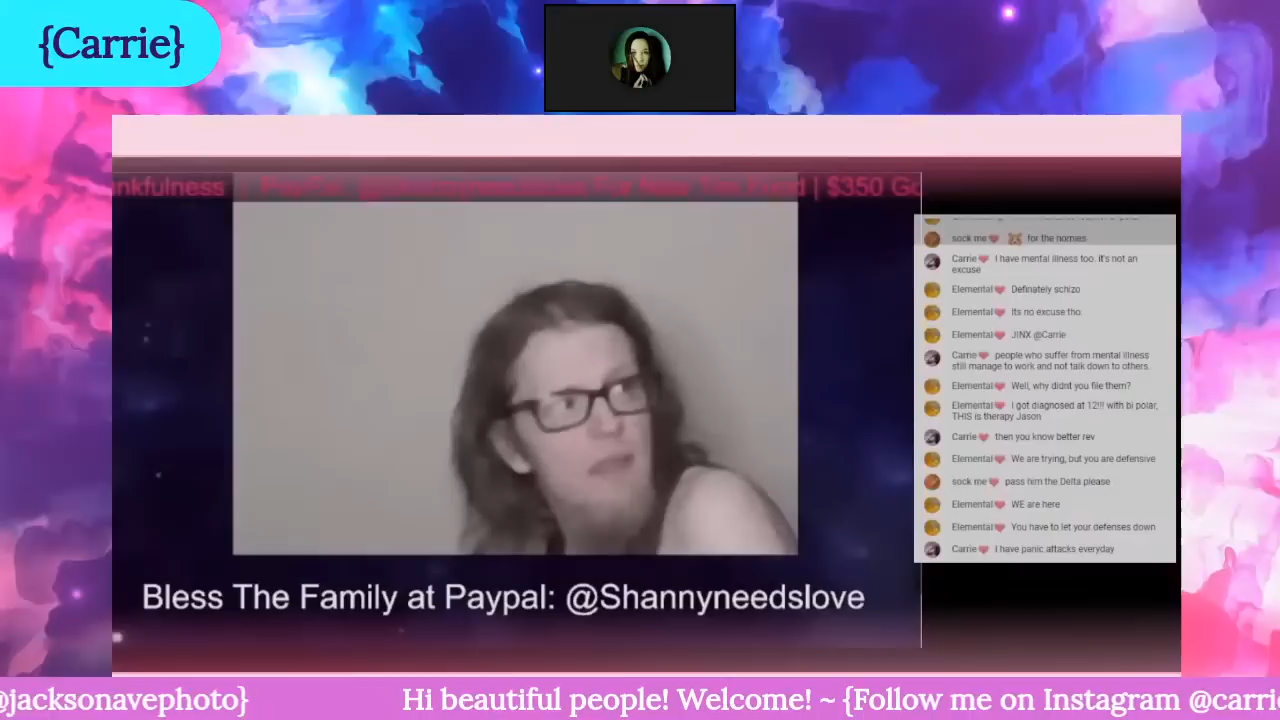 {Carrie}
nkfulness
| $350 Go
sock me for the normies
Carrie I have mental illness too. it's not an
excuse
Elemental Definately schizo
Elemental Its no excuse tho.
Elemental JINX @Carrie
Carrie people who suffer from mental illness
still manage to work and not talk down to others.
Elemental Well, why didnt you file them?
Elemental I got diagnosed at 12!!! with bi polar,
THIS is therapy Jason
Carrie then you know better rev
Elemental We are trying, but you are defensive
sock me pass him the Delta please
Elemental WE are here
Elemental You have to let your defenses down
Carrie I have panic attacks everyday
Bless The Family at Paypal: @Shannyneedslove
@jacksonavephoto} Hi beautiful people! Welcome! ~ {Follow me on Instagram @carrie